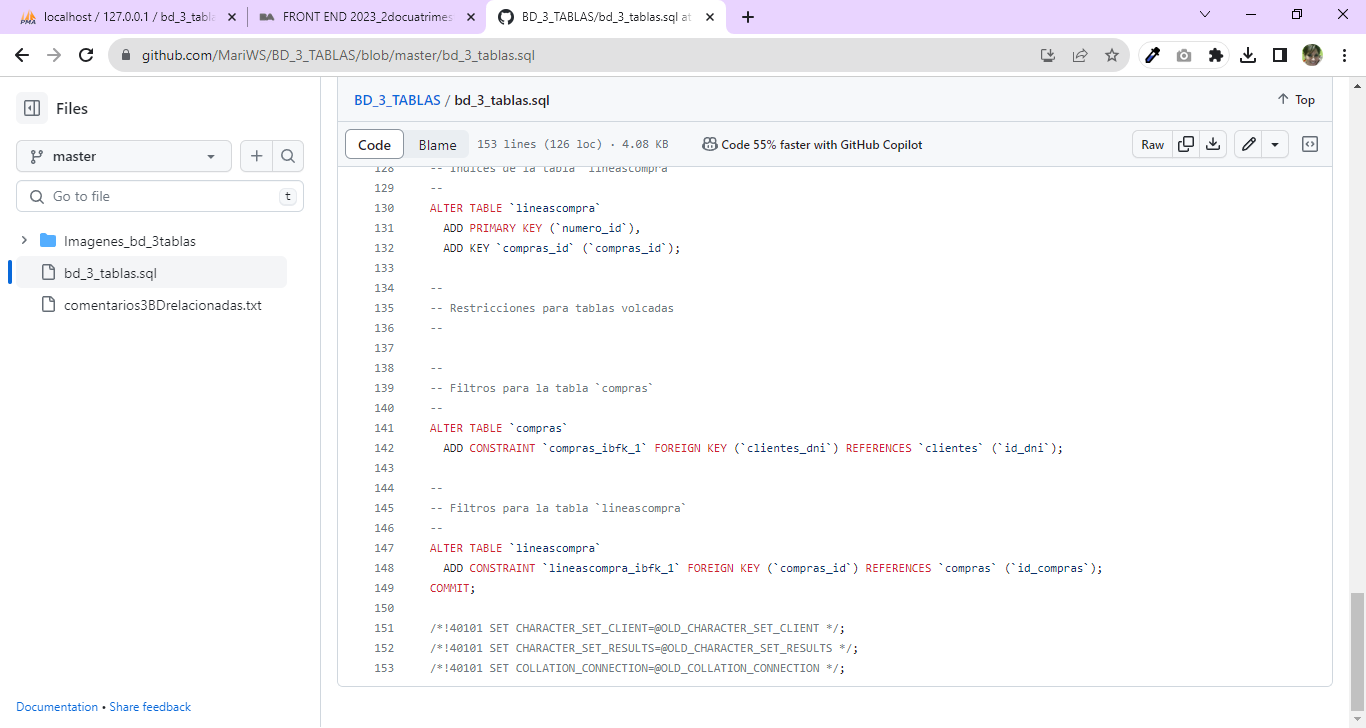 localhost / 127.0.0.1 / bd_3_tabla
FRONT END 2023_2docuatrimes
BD_3_TABLAS/bd_3_tablas.sql at
github.com/MariWS/BD_3_TABLAS/blob/master/bd_3_tablas.sql
Files
master
Go to file
t
Imagenes_bd_3tablas
bd_3_tablas.sql
comentarios3BDrelacionadas.txt
Documentation • Share feedback
BD_3_TABLAS / bd_3_tablas.sql
Top
Code Blame 153 lines (126 loc) · 4.08 KB Code 55% faster with GitHub Copilot Raw
128 -- Indices de la tabla `lineascompra`
129 --
130 ALTER TABLE `lineascompra`
131 ADD PRIMARY KEY (`numero_id`),
132 ADD KEY `compras_id` (`compras_id`);
133
134 --
135 -- Restricciones para tablas volcadas
136 --
137
138 --
139 -- Filtros para la tabla `compras`
140 --
141 ALTER TABLE `compras`
142 ADD CONSTRAINT `compras_ibfk_1` FOREIGN KEY (`clientes_dni`) REFERENCES `clientes` (`id_dni`);
143
144 --
145 -- Filtros para la tabla `lineascompra`
146 --
147 ALTER TABLE `lineascompra`
148 ADD CONSTRAINT `lineascompra_ibfk_1` FOREIGN KEY (`compras_id`) REFERENCES `compras` (`id_compras`);
149 COMMIT;
150
151 /*!40101 SET CHARACTER_SET_CLIENT=@OLD_CHARACTER_SET_CLIENT */;
152 /*!40101 SET CHARACTER_SET_RESULTS=@OLD_CHARACTER_SET_RESULTS */;
153 /*!40101 SET COLLATION_CONNECTION=@OLD_COLLATION_CONNECTION */;